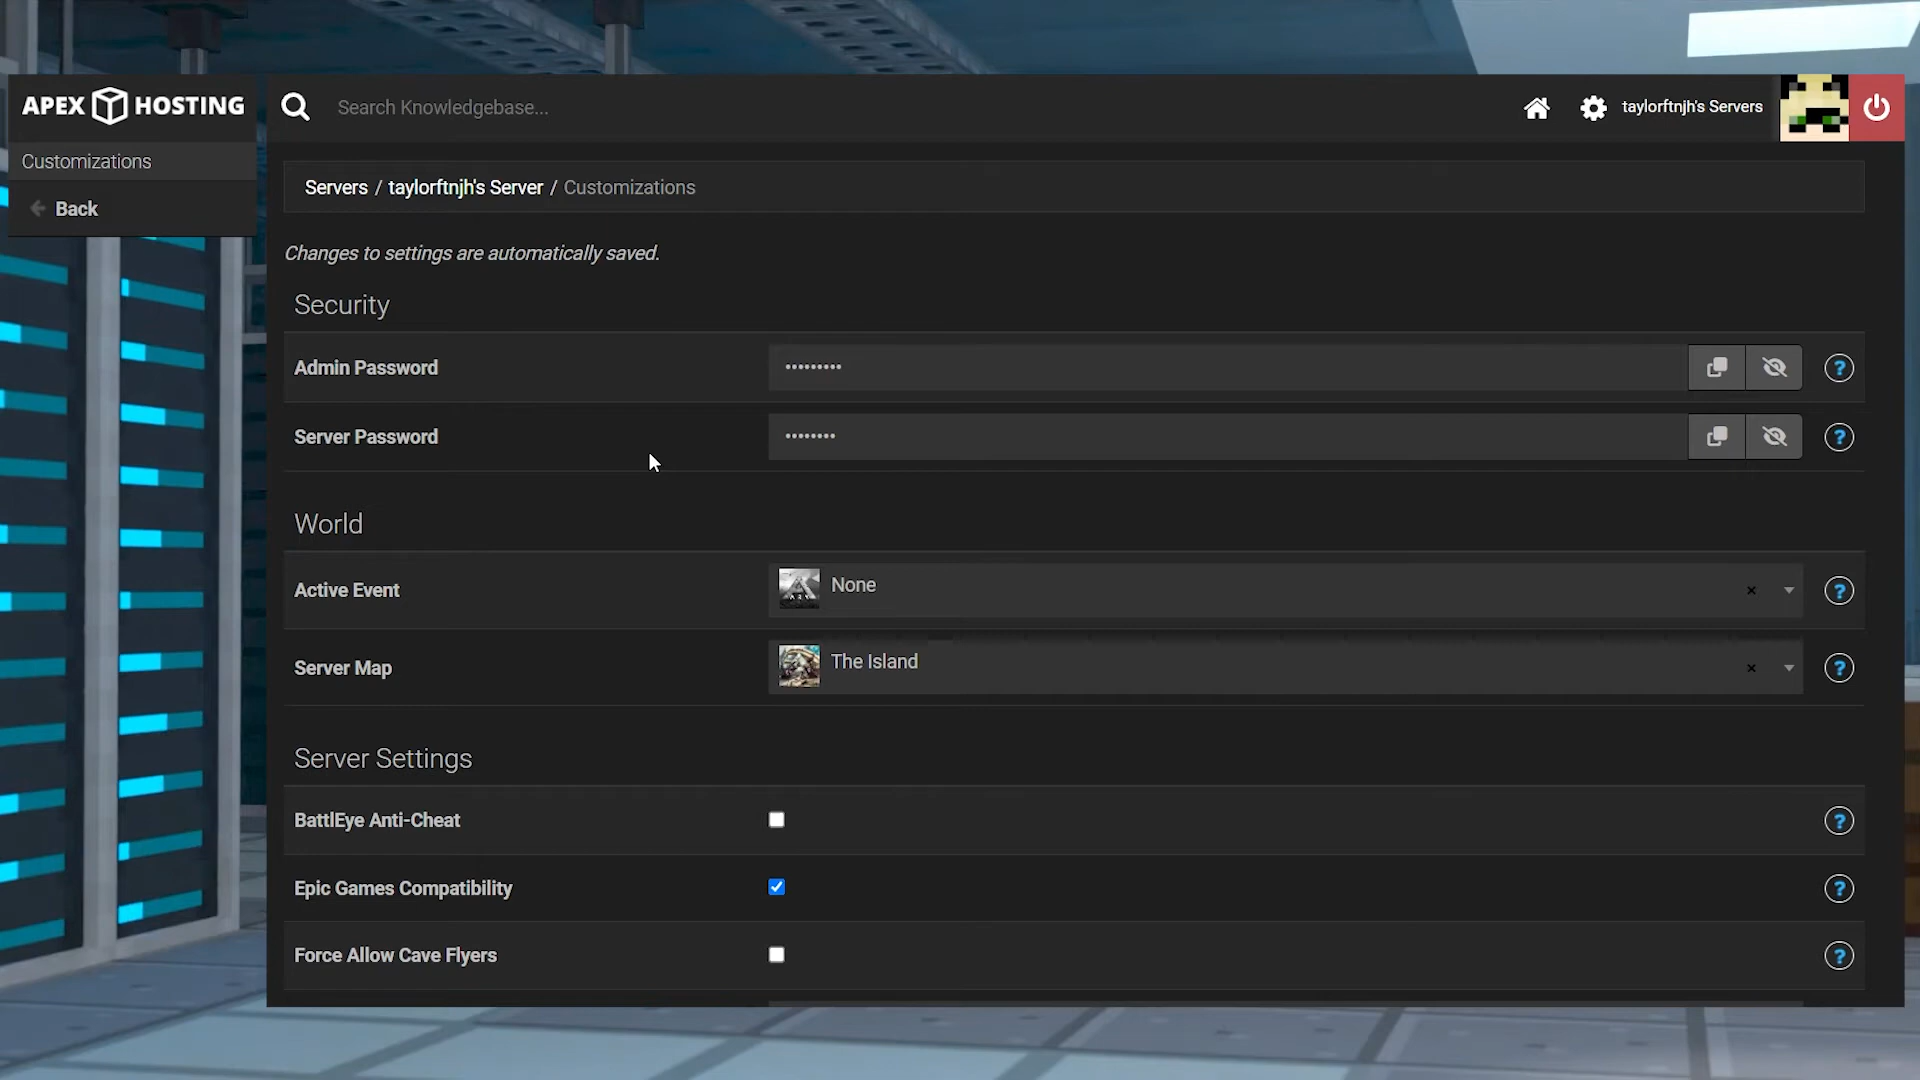 APEX HOSTING
Search Knowledgebase...
taylorftnjh's Servers
Customizations
Back
Servers / taylorftnjh's Server / Customizations
Changes to settings are automatically saved.
Security
Admin Password
•••••••••
?
Server Password
••••••••
?
World
Active Event
None
×
?
Server Map
The Island
×
?
Server Settings
BattlEye Anti-Cheat
?
Epic Games Compatibility
?
Force Allow Cave Flyers
?